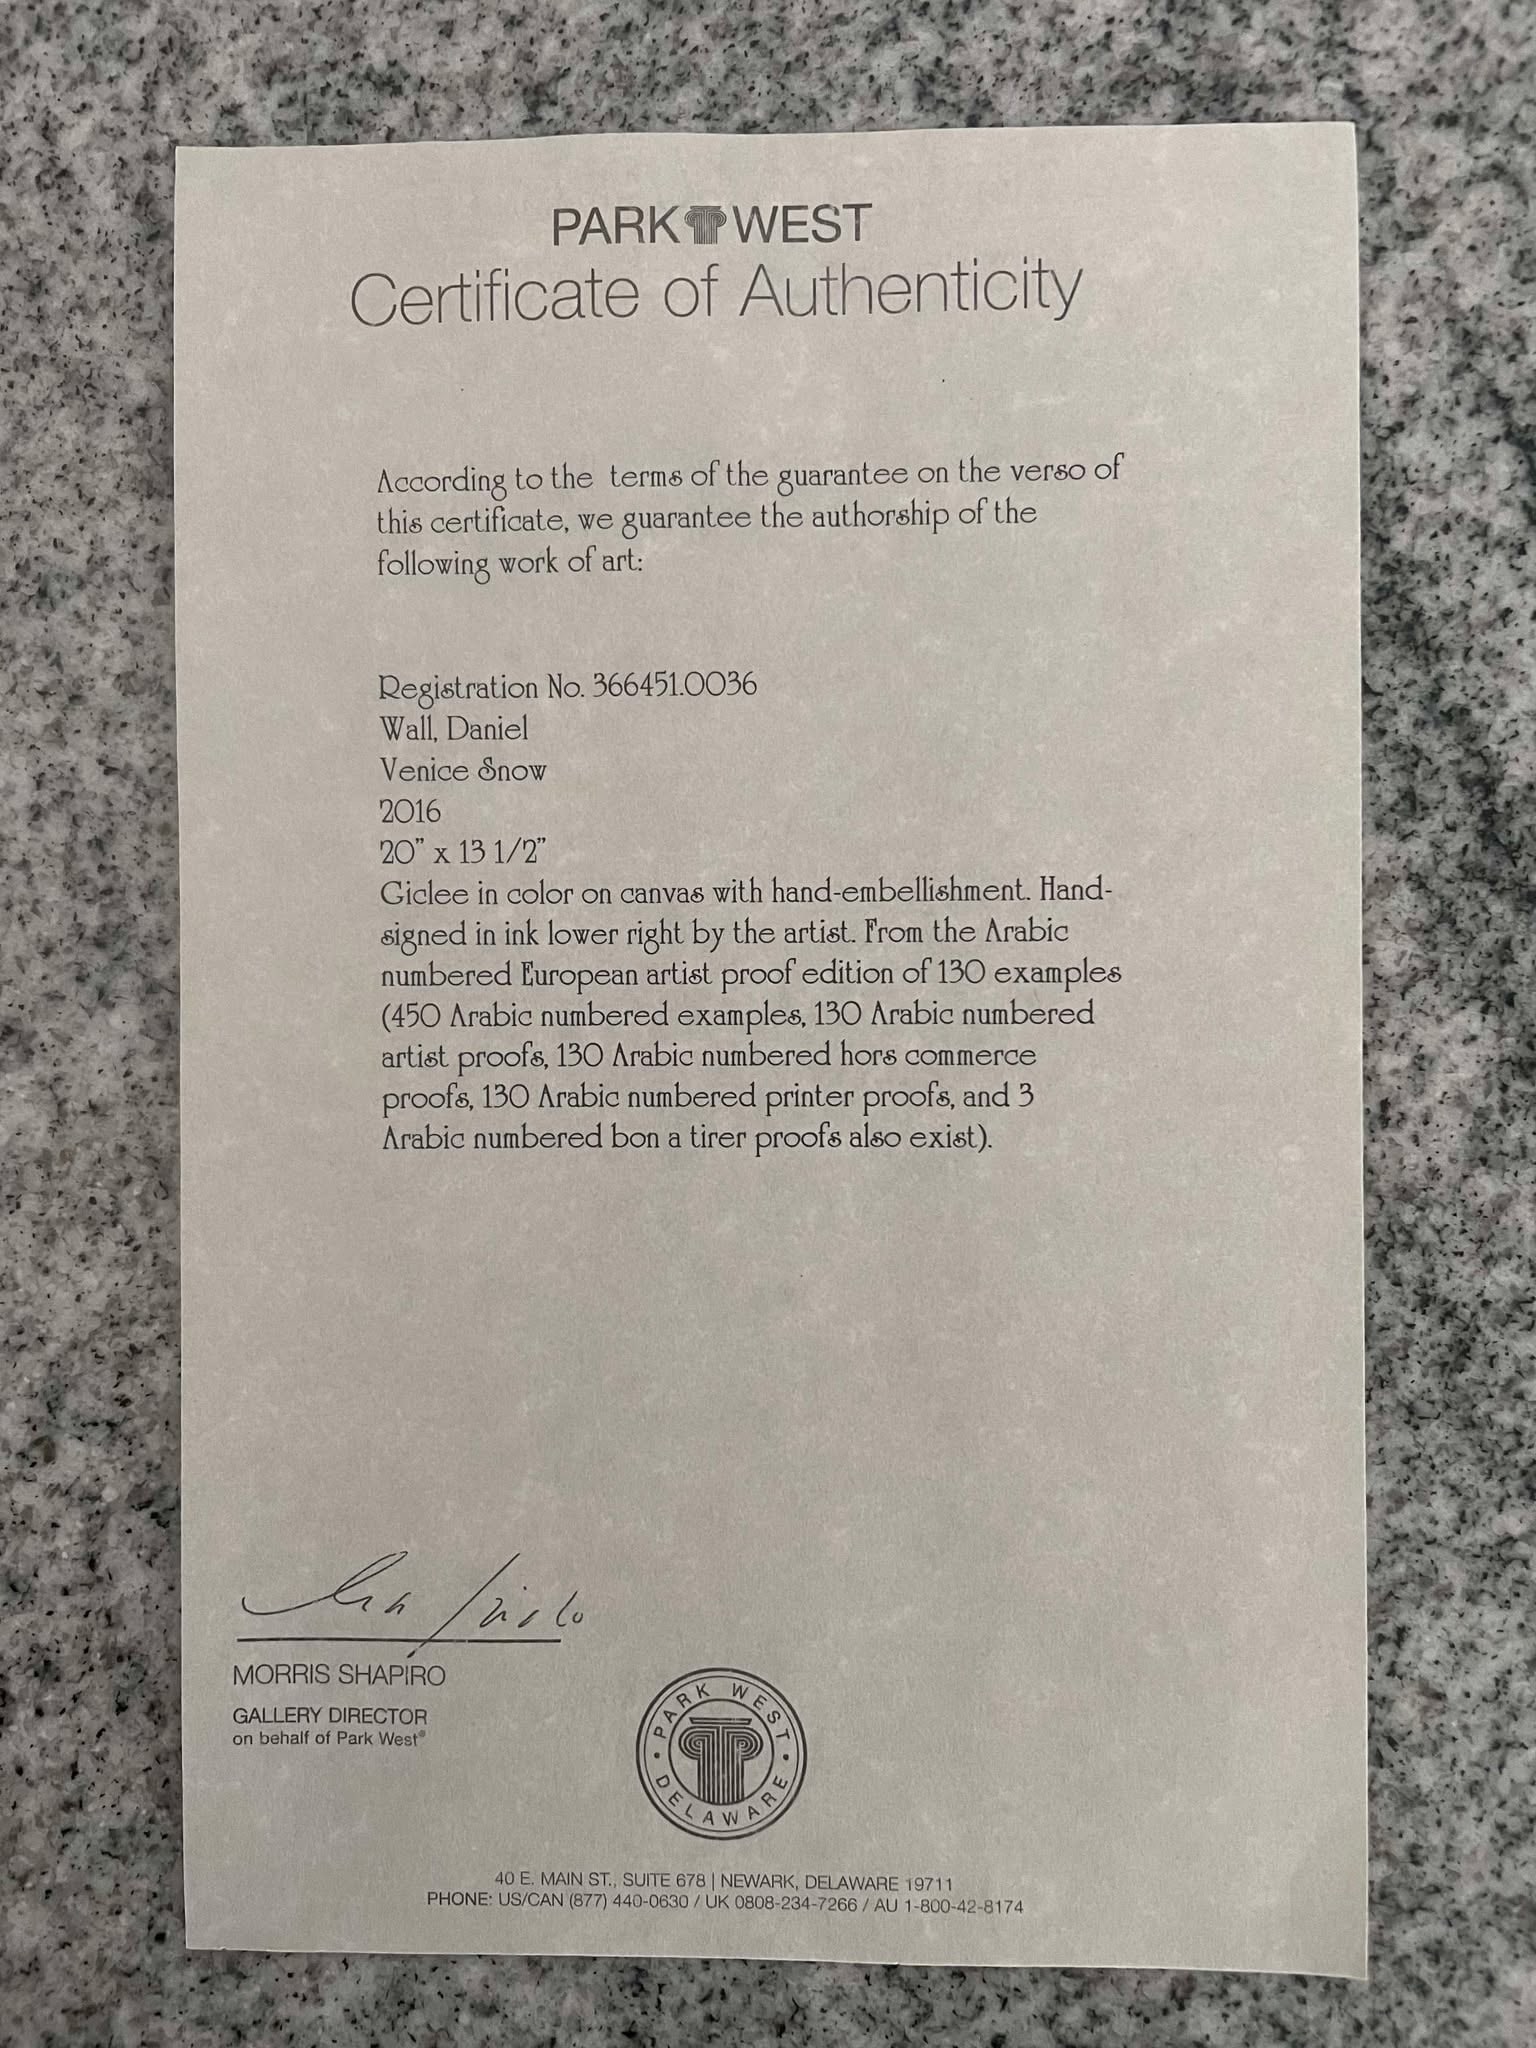 PARK WEST
Certificate of Authenticity
According to the terms of the guarantee on the verso of
this certificate, we guarantee the authorship of the
following work of art:
Registration No. 366451.0036
Wall, Daniel
Venice Snow
2016
20" x 13 1/2"
Giclee in color on canvas with hand-embellishment. Hand-
signed in ink lower right by the artist. From the Arabic
numbered European artist proof edition of 130 examples
(450 Arabic numbered examples, 130 Arabic numbered
artist proofs, 130 Arabic numbered hors commerce
proofs, 130 Arabic numbered printer proofs, and 3
Arabic numbered bon a tirer proofs also exist).
MORRIS SHAPIRO
GALLERY DIRECTOR
on behalf of Park West®
PARK WEST
• DELAWARE •
40 E. MAIN ST., SUITE 678 | NEWARK, DELAWARE 19711
PHONE: US/CAN (877) 440-0630 / UK 0808-234-7266 / AU 1-800-42-8174